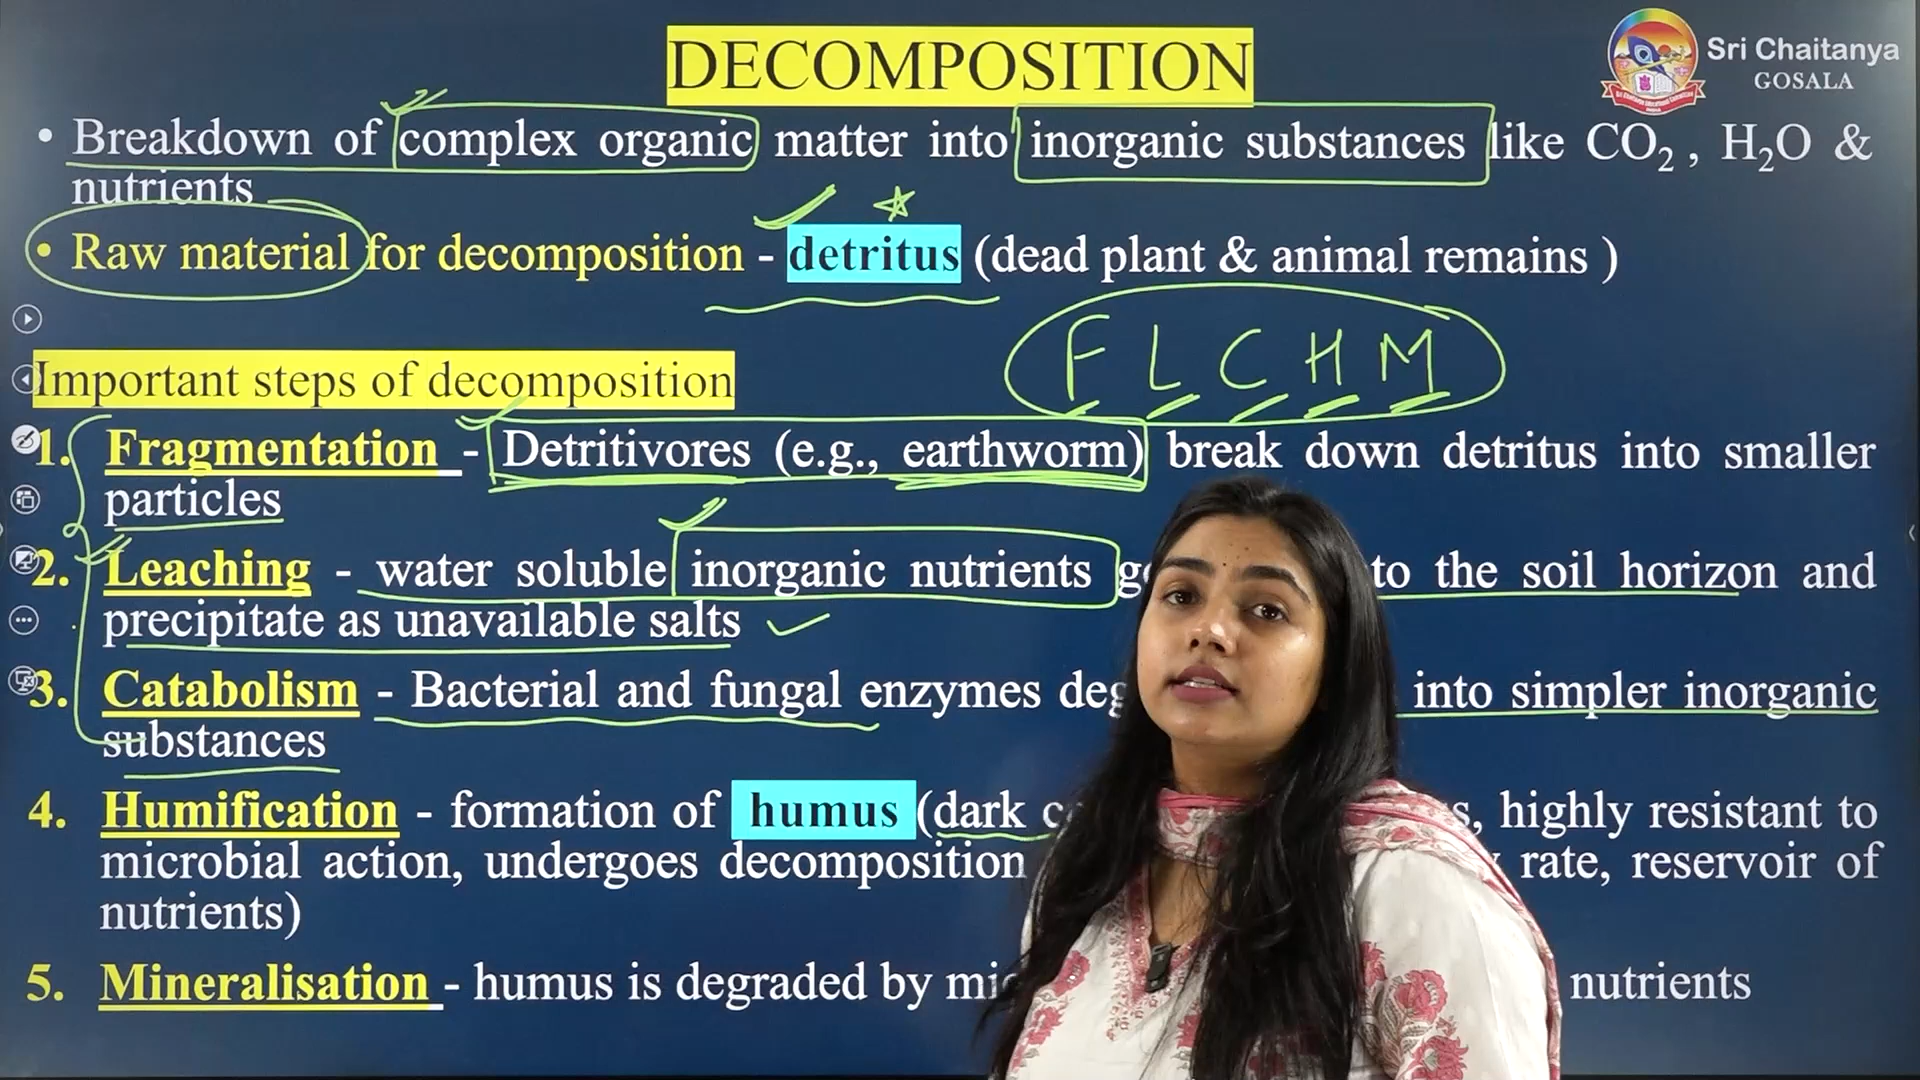 DECOMPOSITION
Sri Chaitanya
GOSALA
• Breakdown of complex organic matter into inorganic substances like CO₂ , H₂O &
nutrients
• Raw material for decomposition - detritus (dead plant & animal remains )
F L C H M
Important steps of decomposition
1. Fragmentation - Detritivores (e.g., earthworm) break down detritus into smaller
particles
2. Leaching - water soluble inorganic nutrients to the soil horizon and
precipitate as unavailable salts
3. Catabolism - Bacterial and fungal enzymes into simpler inorganic
substances
4. Humification - formation of humus (dark highly resistant to
microbial action, undergoes decomposition rate, reservoir of
nutrients)
5. Mineralisation - humus is degraded by nutrients